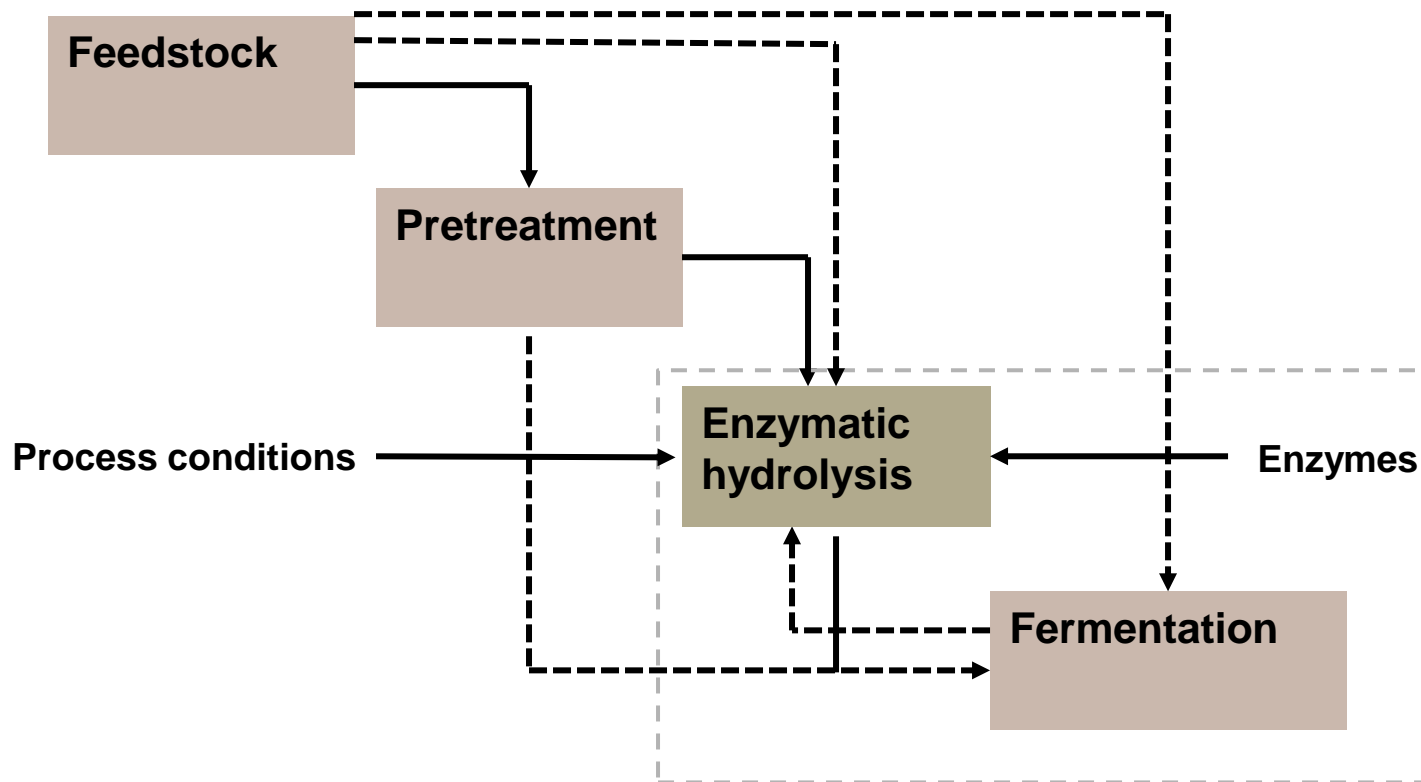 Feedstock
Pretreatment
Enzymatic
hydrolysis
Process conditions
Enzymes
Fermentation